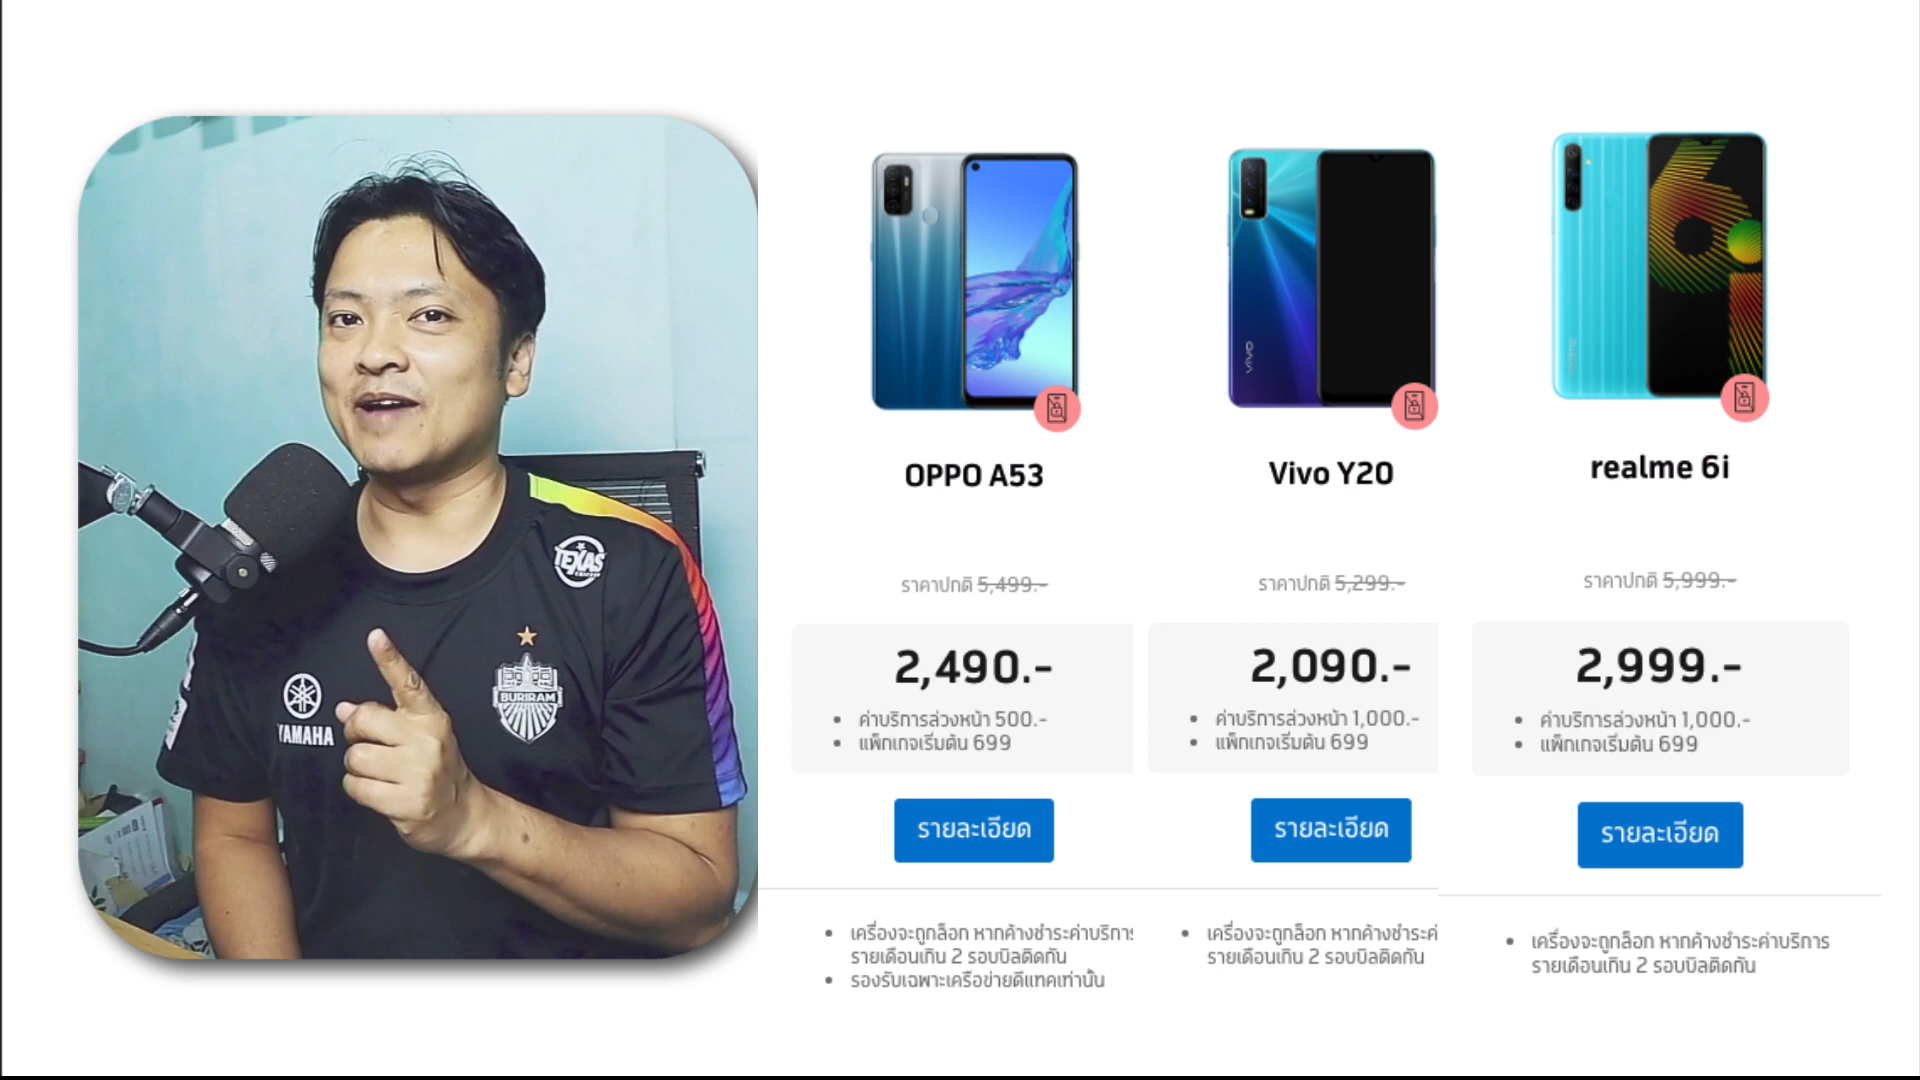 TEXAS
YAMAHA
BURIRAM
vivo
OPPO A53
ราคาปกติ 5,499.-
2,490.-
• ค่าบริการล่วงหน้า 500.-
• แพ็กเกจเริ่มต้น 699
รายละเอียด
• เครื่องจะถูกล็อก หากค้างชำระค่าบริการ
รายเดือนเกิน 2 รอบบิลติดกัน
• รองรับเฉพาะเครือข่ายดีแทคเท่านั้น
Vivo Y20
ราคาปกติ 5,299.-
2,090.-
• ค่าบริการล่วงหน้า 1,000.-
• แพ็กเกจเริ่มต้น 699
รายละเอียด
• เครื่องจะถูกล็อก หากค้างชำระค่
รายเดือนเกิน 2 รอบบิลติดกัน
realme 6i
ราคาปกติ 5,999.-
2,999.-
• ค่าบริการล่วงหน้า 1,000.-
• แพ็กเกจเริ่มต้น 699
รายละเอียด
• เครื่องจะถูกล็อก หากค้างชำระค่าบริการ
รายเดือนเกิน 2 รอบบิลติดกัน